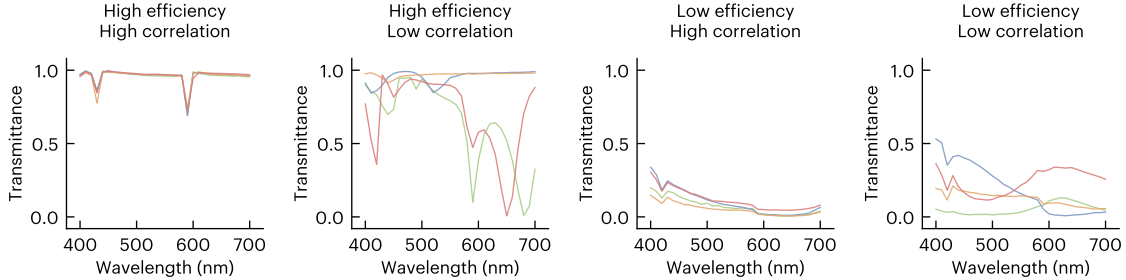 High efficiency
High correlation
Transmittance
1.0
0.5
0.0
400 500 600 700
Wavelength (nm)
High efficiency
Low correlation
Transmittance
1.0
0.5
0.0
400 500 600 700
Wavelength (nm)
Low efficiency
High correlation
Transmittance
1.0
0.5
0.0
400 500 600 700
Wavelength (nm)
Low efficiency
Low correlation
Transmittance
1.0
0.5
0.0
400 500 600 700
Wavelength (nm)